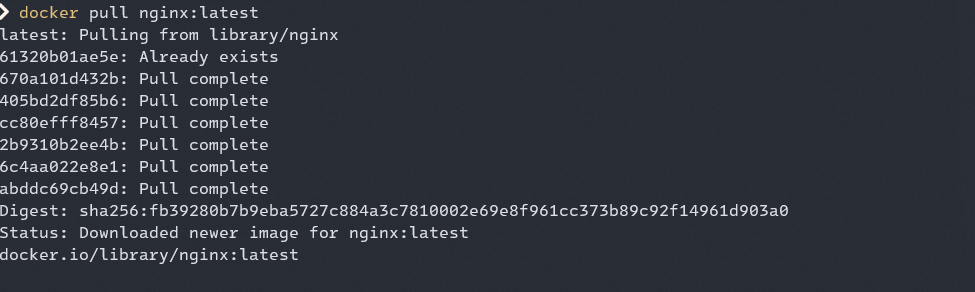 ❯ docker pull nginx:latest
latest: Pulling from library/nginx
61320b01ae5e: Already exists
670a101d432b: Pull complete
405bd2df85b6: Pull complete
cc80efff8457: Pull complete
2b9310b2ee4b: Pull complete
6c4aa022e8e1: Pull complete
abddc69cb49d: Pull complete
Digest: sha256:fb39280b7b9eba5727c884a3c7810002e69e8f961cc373b89c92f14961d903a0
Status: Downloaded newer image for nginx:latest
docker.io/library/nginx:latest